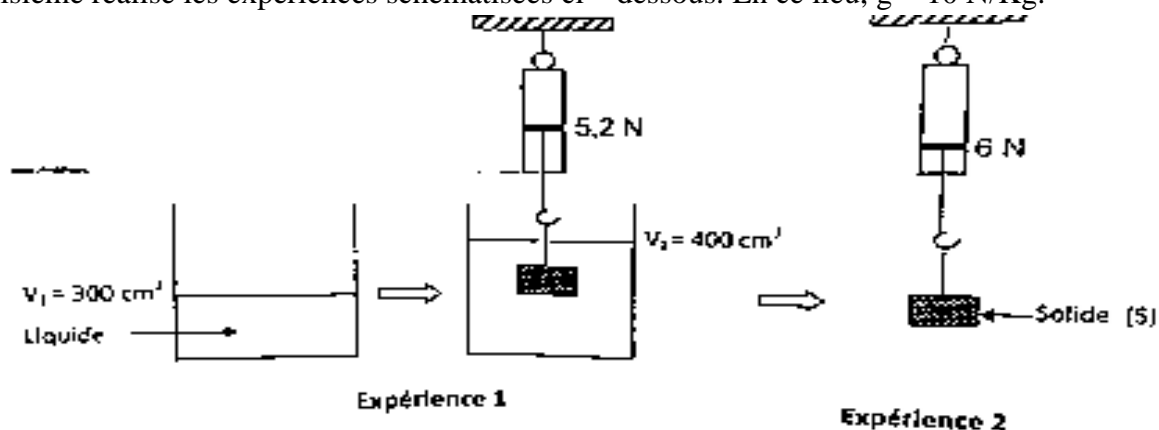 réalise les expériences schématisées ci – dessous. En ce lieu, g = 10 N/Kg.
5,2 N
6 N
V₂ = 400 cm³
V₁ = 300 cm³
Liquide
Solide (S)
Expérience 1
Expérience 2